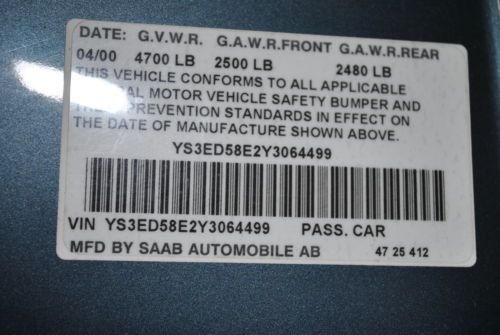 DATE: G.V.W.R. G.A.W.R.FRONT G.A.W.R.REAR
04/00 4700 LB 2500 LB 2480 LB
THIS VEHICLE CONFORMS TO ALL APPLICABLE
MOTOR VEHICLE SAFETY BUMPER AND
PREVENTION STANDARDS IN EFFECT ON
THE DATE OF MANUFACTURE SHOWN ABOVE.
YS3ED58E2Y3064499
VIN YS3ED58E2Y3064499 PASS. CAR
MFD BY SAAB AUTOMOBILE AB 47 25 412